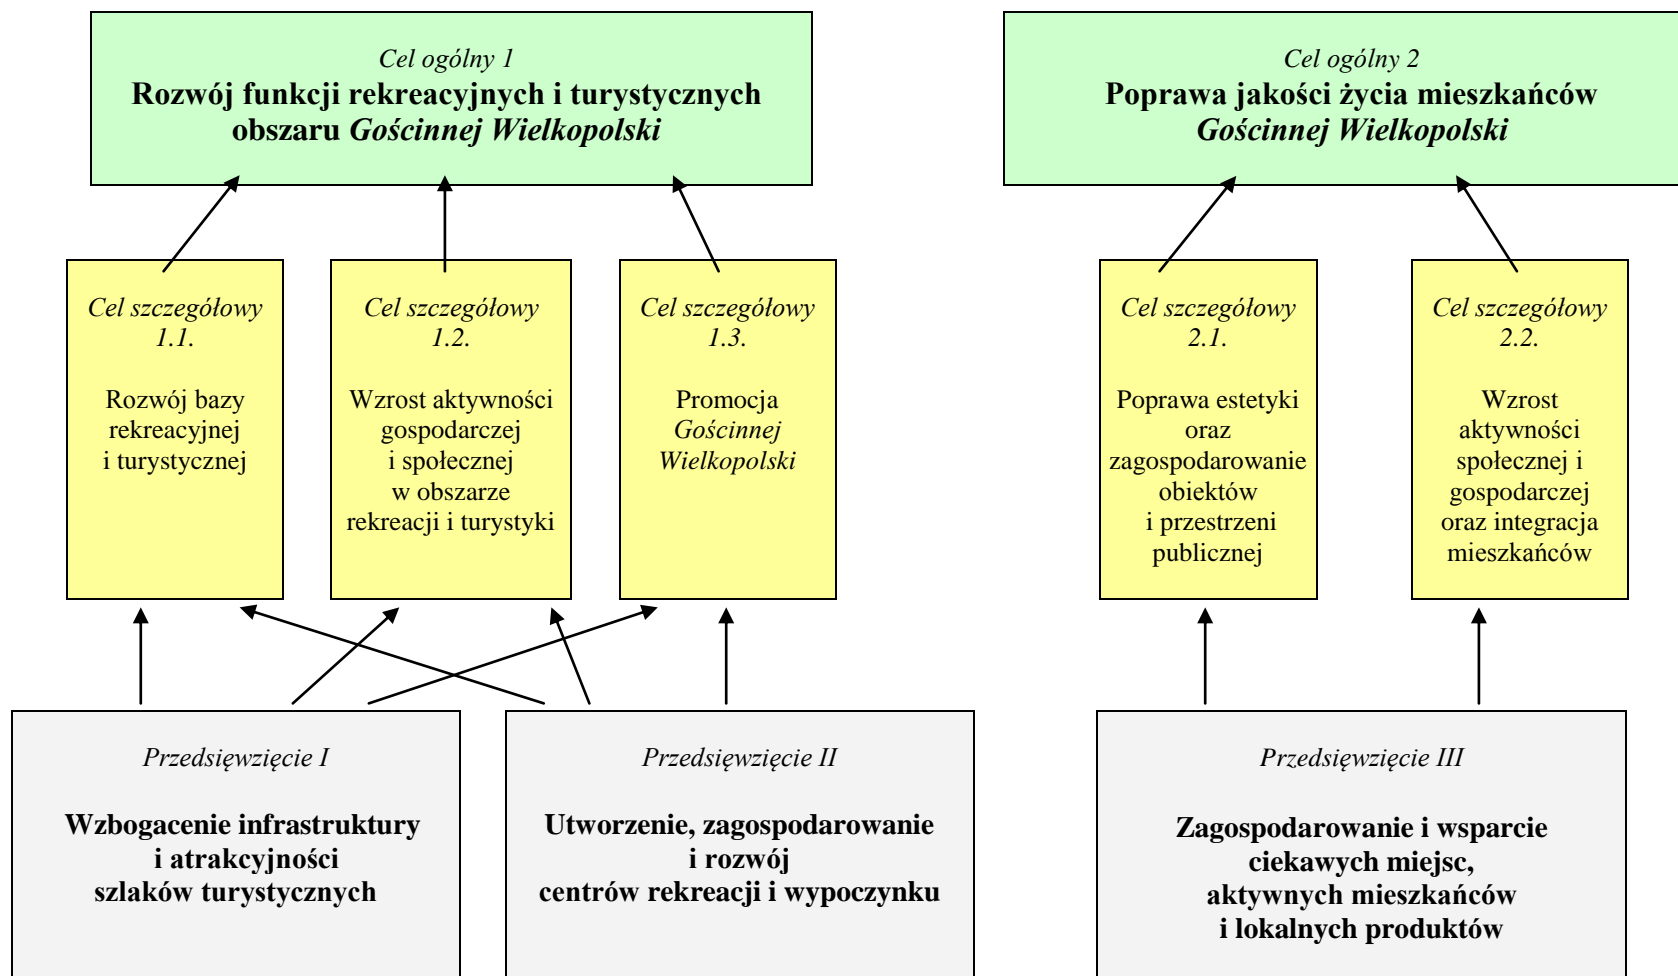 Cel ogólny 1
Rozwój funkcji rekreacyjnych i turystycznych
obszaru Gościnnej Wielkopolski
Cel ogólny 2
Poprawa jakości życia mieszkańców
Gościnnej Wielkopolski
Cel szczegółowy
1.1.
Rozwój bazy
rekreacyjnej
i turystycznej
Cel szczegółowy
1.2.
Wzrost aktywności
gospodarczej
i społecznej
w obszarze
rekreacji i turystyki
Cel szczegółowy
1.3.
Promocja
Gościnnej
Wielkopolski
Cel szczegółowy
2.1.
Poprawa estetyki
oraz
zagospodarowanie
obiektów
i przestrzeni
publicznej
Cel szczegółowy
2.2.
Wzrost
aktywności
społecznej i
gospodarczej
oraz integracja
mieszkańców
Przedsięwzięcie I
Wzbogacenie infrastruktury
i atrakcyjności
szlaków turystycznych
Przedsięwzięcie II
Utworzenie, zagospodarowanie
i rozwój
centrów rekreacji i wypoczynku
Przedsięwzięcie III
Zagospodarowanie i wsparcie
ciekawych miejsc,
aktywnych mieszkańców
i lokalnych produktów